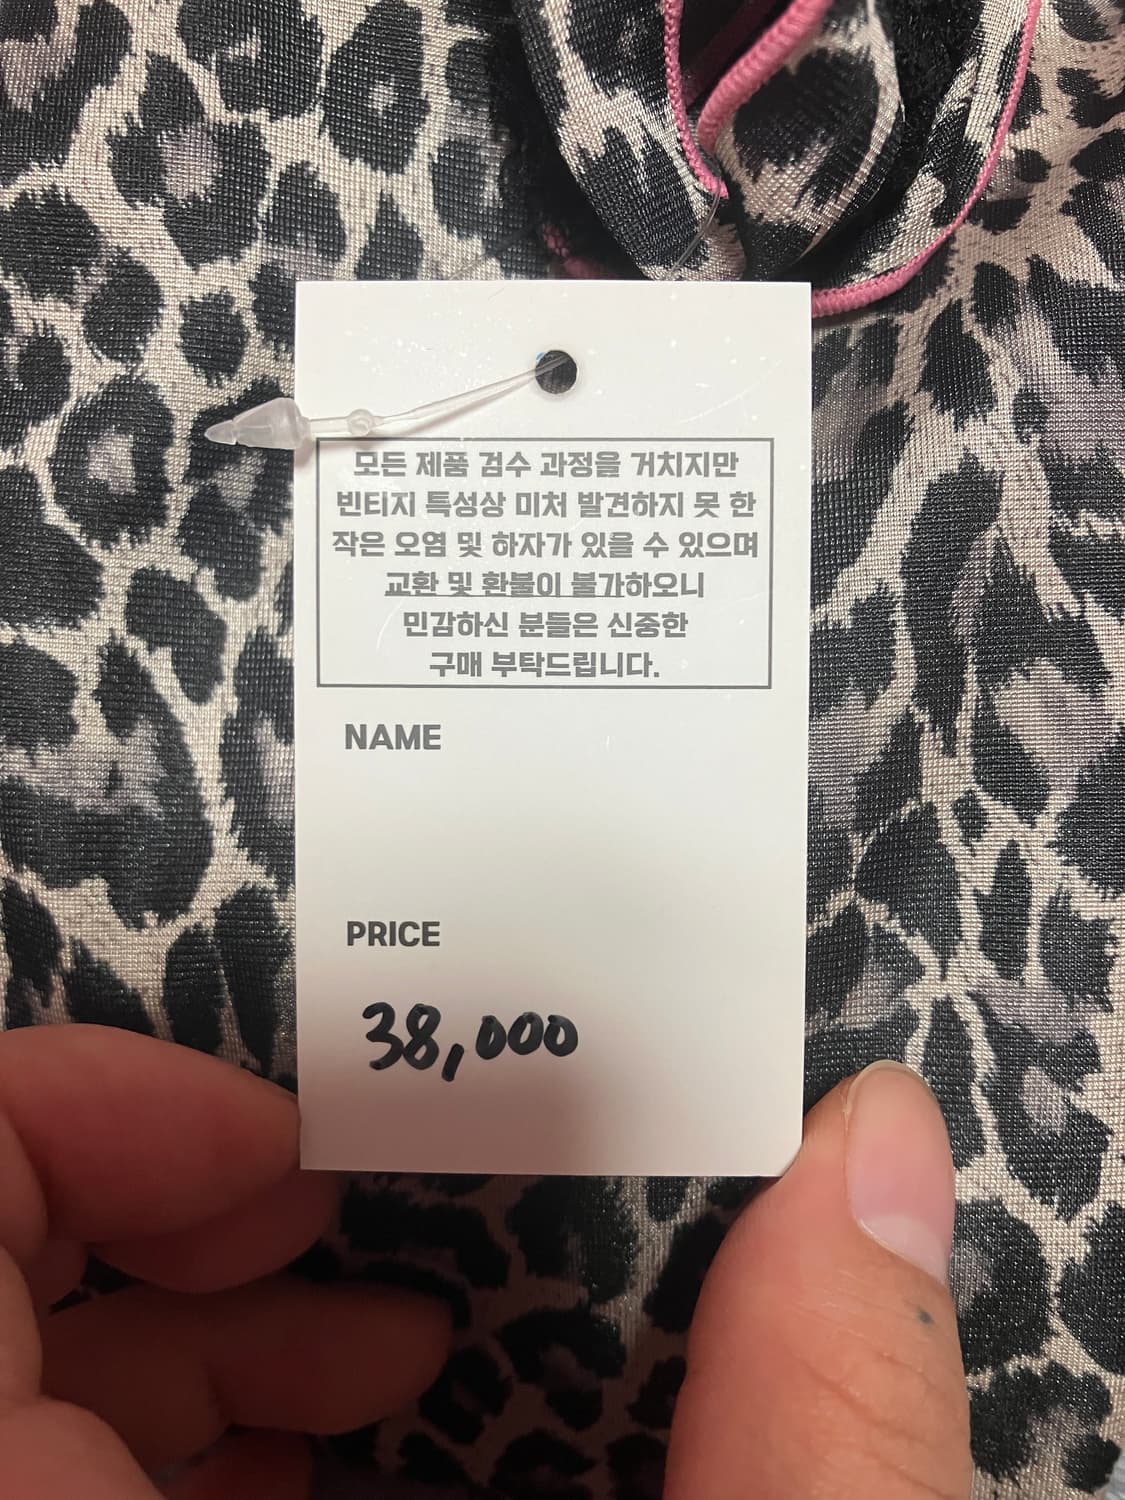 모든 제품 검수 과정을 거치지만
빈티지 특성상 미처 발견하지 못 한
작은 오염 및 하자가 있을 수 있으며
교환 및 환불이 불가하오니
민감하신 분들은 신중한
구매 부탁드립니다.
NAME
PRICE
38,000